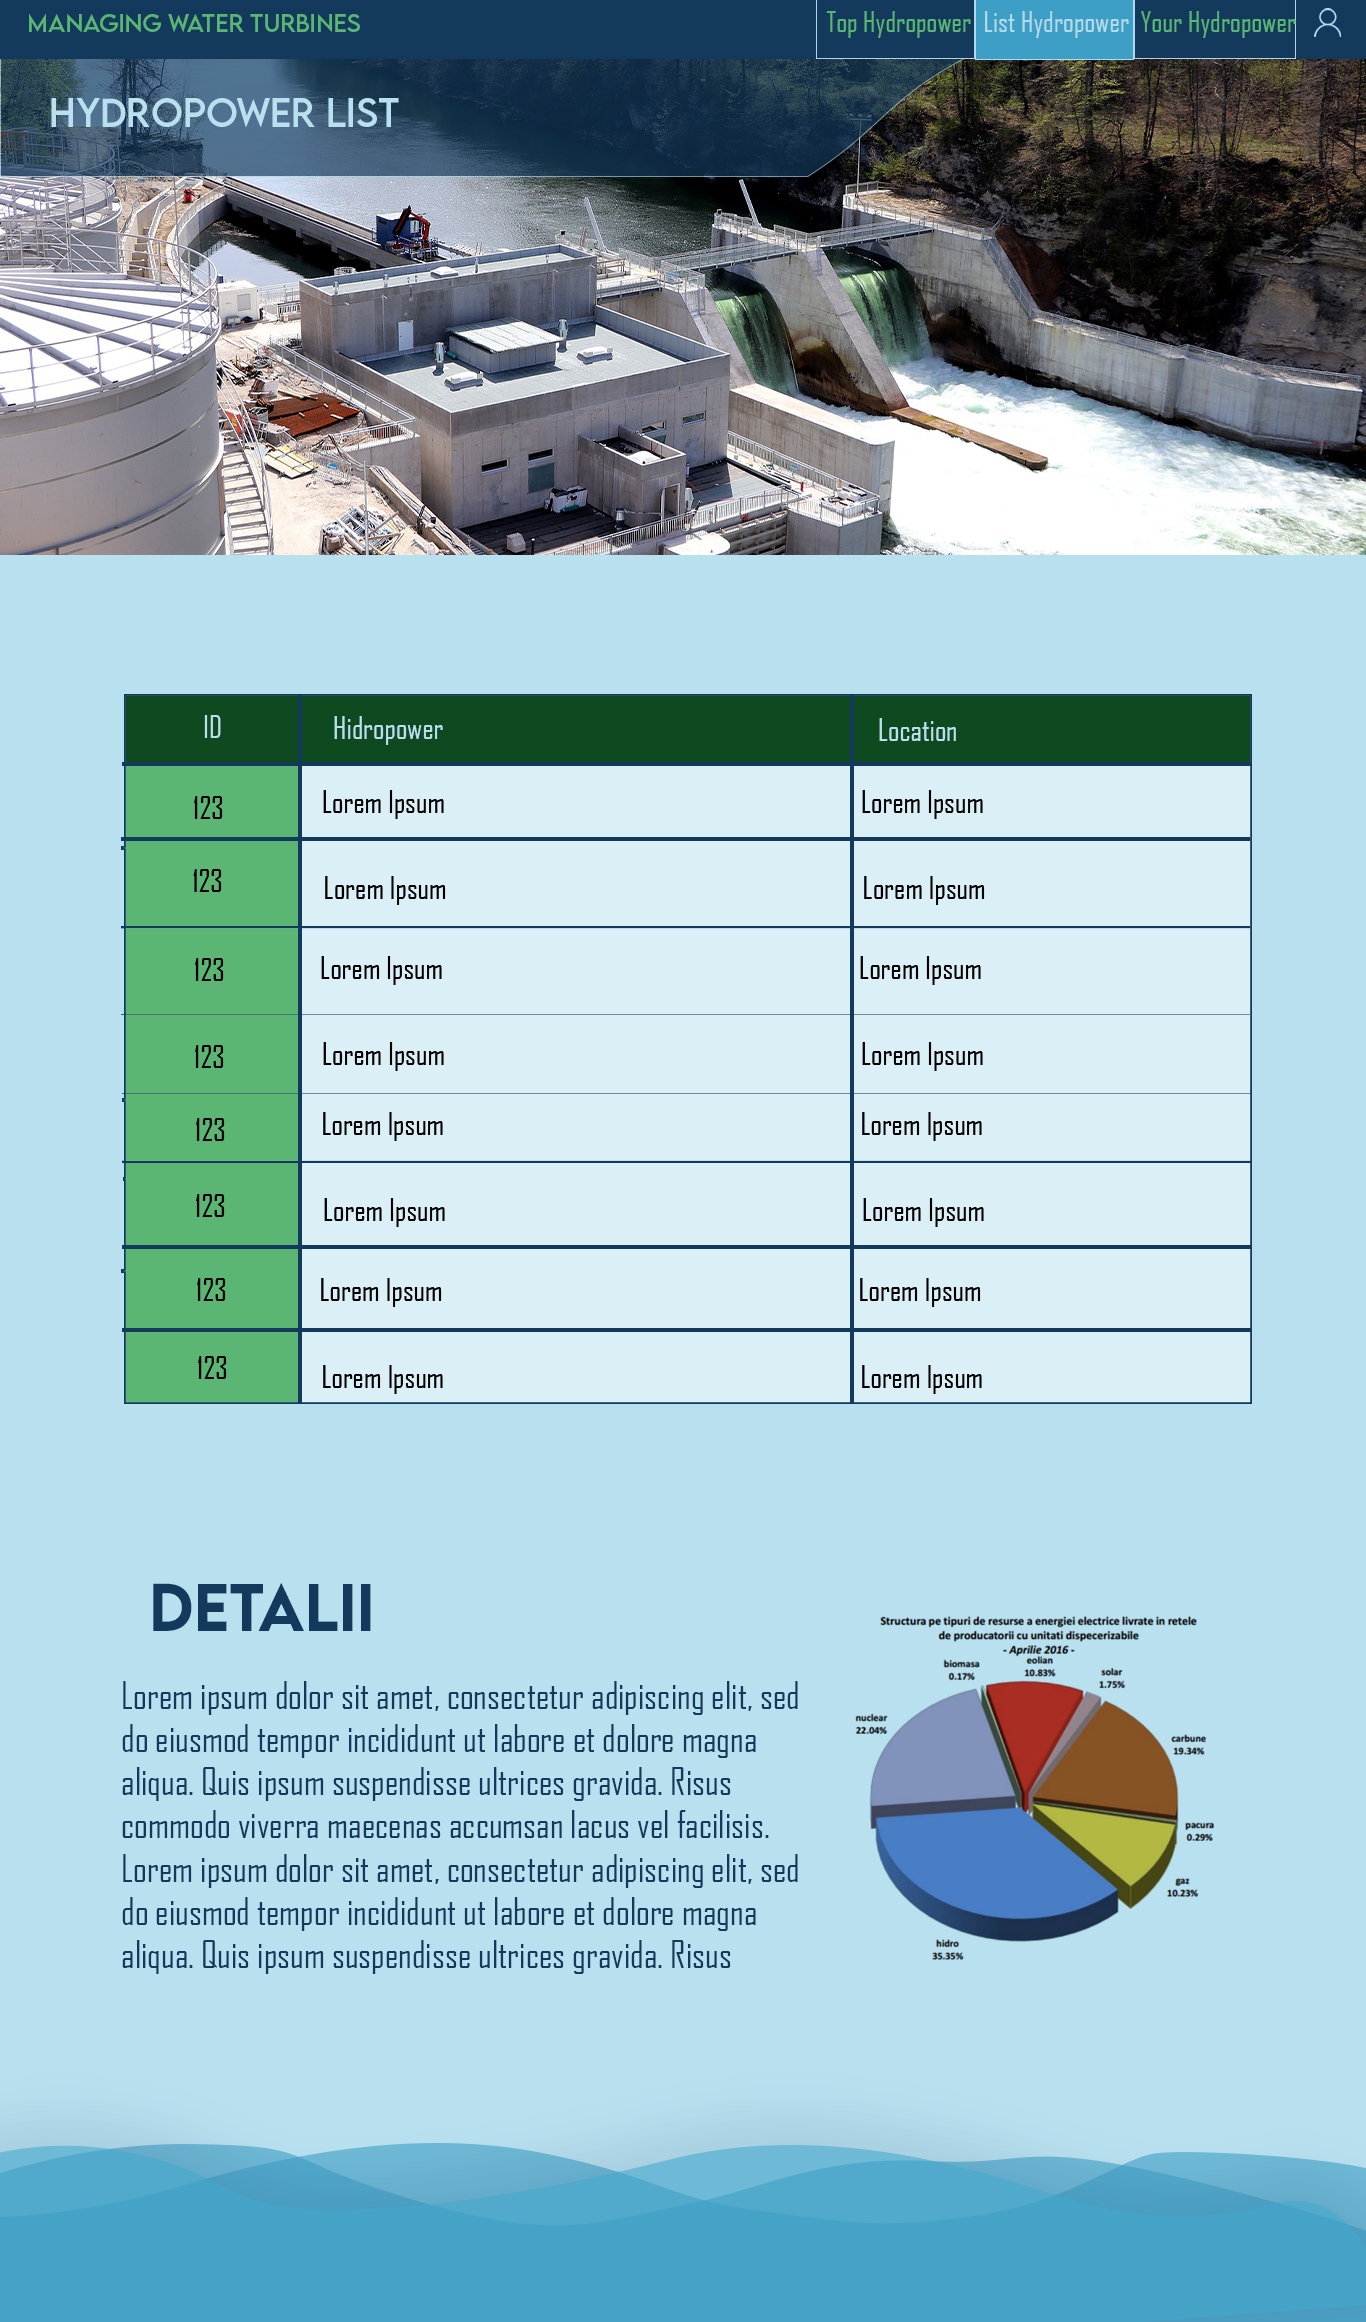 MANAGING WATER TURBINES
Top Hydropower
List Hydropower
Your Hydropower
HYDROPOWER LIST
ID
Hidropower
Location
123
Lorem Ipsum
Lorem Ipsum
123
Lorem Ipsum
Lorem Ipsum
123
Lorem Ipsum
Lorem Ipsum
123
Lorem Ipsum
Lorem Ipsum
123
Lorem Ipsum
Lorem Ipsum
123
Lorem Ipsum
Lorem Ipsum
123
Lorem Ipsum
Lorem Ipsum
123
Lorem Ipsum
Lorem Ipsum
DETALII
Lorem ipsum dolor sit amet, consectetur adipiscing elit, sed
do eiusmod tempor incididunt ut labore et dolore magna
aliqua. Quis ipsum suspendisse ultrices gravida. Risus
commodo viverra maecenas accumsan lacus vel facilisis.
Lorem ipsum dolor sit amet, consectetur adipiscing elit, sed
do eiusmod tempor incididunt ut labore et dolore magna
aliqua. Quis ipsum suspendisse ultrices gravida. Risus
Structura pe tipuri de resurse a energiei electrice livrate in retele
de producatorii cu unitati dispecerizabile
- Aprilie 2016 -
biomasa
0.17%
eolian
10.83%
solar
1.75%
nuclear
22.04%
carbune
19.34%
pacura
0.29%
gaz
10.23%
hidro
35.35%